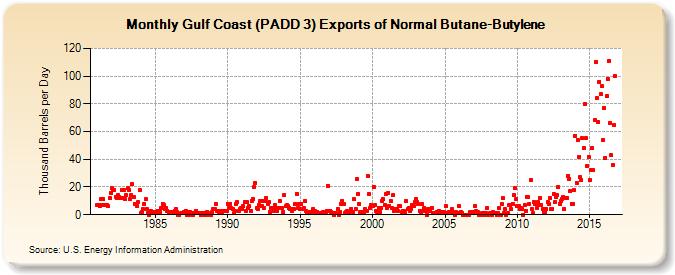 Monthly Gulf Coast (PADD 3) Exports of Normal Butane-Butylene
Thousand Barrels per Day
120
100
80
60
40
20
0
1985 1990 1995 2000 2005 2010 2015
Source: U.S. Energy Information Administration